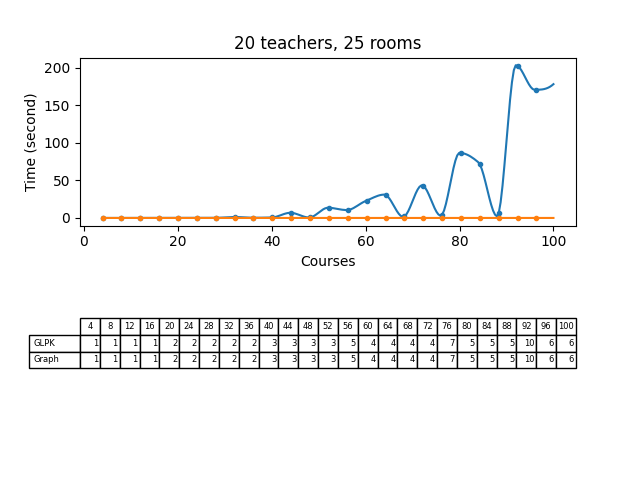 20 teachers, 25 rooms
200
150
100
50
0
Time (second)
0 20 40 60 80 100
Courses
4 8 12 16 20 24 28 32 36 40 44 48 52 56 60 64 68 72 76 80 84 88 92 96 100
GLPK 1 1 1 1 2 2 2 2 2 3 3 3 3 5 4 4 4 4 7 5 5 5 10 6 6
Graph 1 1 1 1 2 2 2 2 2 3 3 3 3 5 4 4 4 4 7 5 5 5 10 6 6